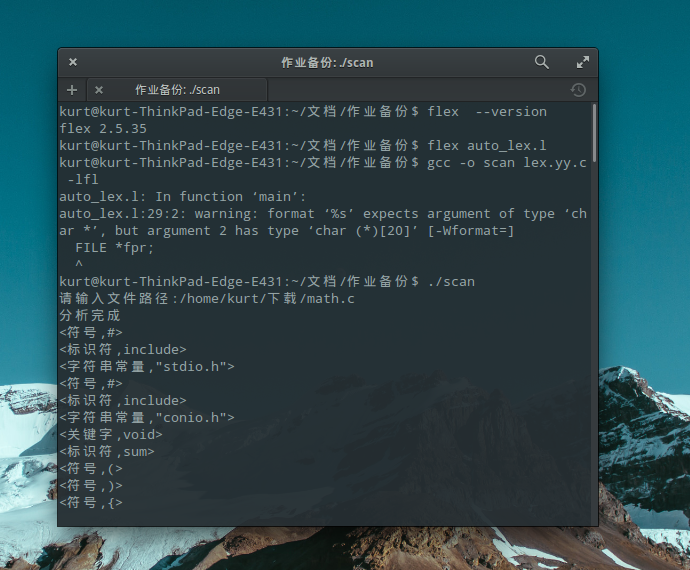 作业备份: ./scan
作业备份: ./scan
kurt@kurt-ThinkPad-Edge-E431:~/文档/作业备份$ flex  --version
flex 2.5.35
kurt@kurt-ThinkPad-Edge-E431:~/文档/作业备份$ flex auto_lex.l
kurt@kurt-ThinkPad-Edge-E431:~/文档/作业备份$ gcc -o scan lex.yy.c
 -lfl
auto_lex.l: In function ‘main’:
auto_lex.l:29:2: warning: format ‘%s’ expects argument of type ‘ch
ar *’, but argument 2 has type ‘char (*)[20]’ [-Wformat=]
  FILE *fpr;
  ^
kurt@kurt-ThinkPad-Edge-E431:~/文档/作业备份$ ./scan
请输入文件路径:/home/kurt/下载/math.c
分析完成
<符号,#>
<标识符,include>
<字符串常量,"stdio.h">
<符号,#>
<标识符,include>
<字符串常量,"conio.h">
<关键字,void>
<标识符,sum>
<符号,(>
<符号,)>
<符号,{>